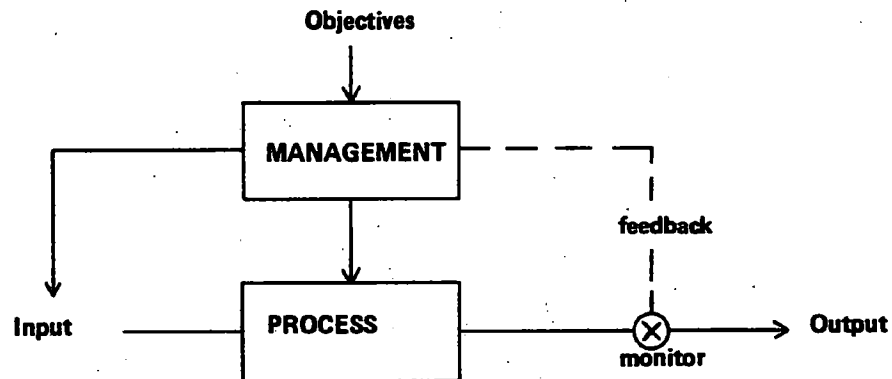 Objectives
MANAGEMENT
feedback
Input
PROCESS
Output
monitor